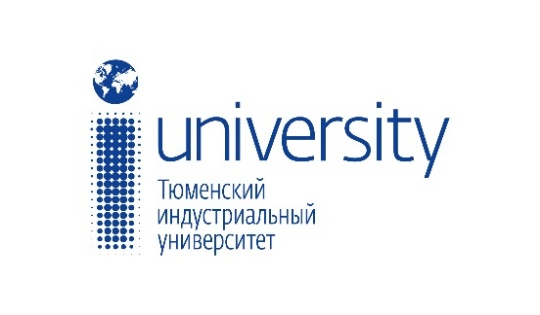 i university
Тюменский
индустриальный
университет